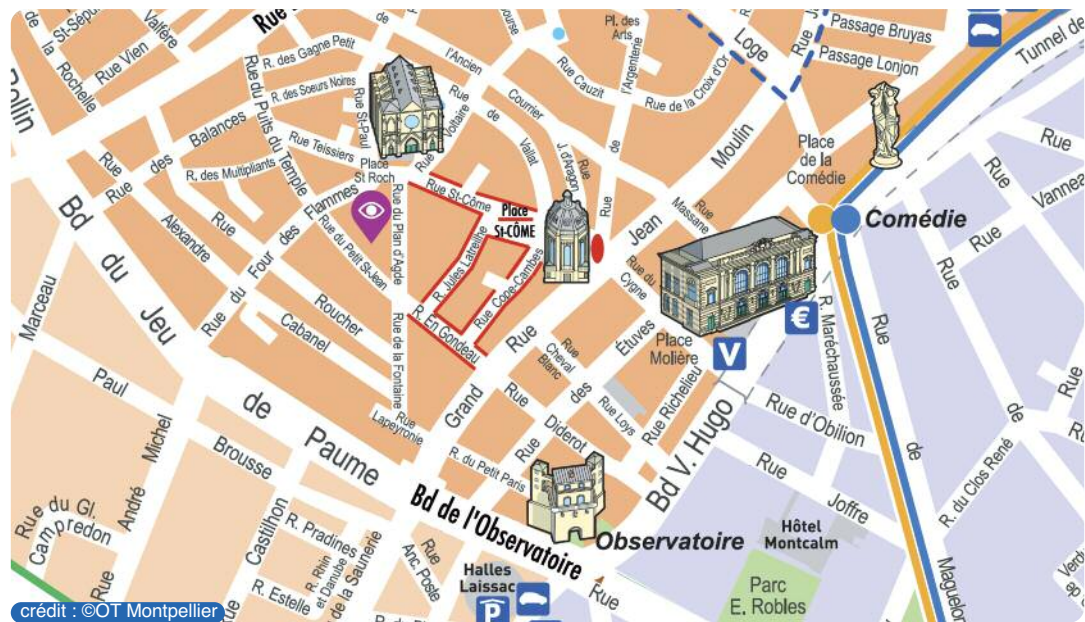 de la
St-Sépul
Rochelle
Valfère
Rue Vien
Rue
R. des Gagne Petit
l'Ancien
Pl. des
Arts
l'Argenterie
Loge
Rue
Passage Bruyas
Passage Lonjon
Tunnel de
Rollin
Rue du Puits du Temple
R. des Soeurs Noires
Rue St-Paul
Voltaire
Rue
Courrier
Rue Cauzit
Rue de la Croix d'Or
Rue des Balances
Rue Teissiers
R. des Multipliants
Place
St Roch
de
Vallat
Rue
J. d'Aragon
Rue
de
Moulin
Place
de la
Comédie
Rue
Vannea
Rue
Bd du Jeu de Paume
Alexandre
Rue
Rue du Four des Flammes
Rue St-Côme
Place
St-CÔME
Rue du Plan d'Agde
Rue du Petit St-Jean
R. Jules Latreilhe
Rue Cope-Cambes
Jean
Rue
Massane
Comédie
Rue du
Cygne
R. En Gondeau
Marceau
Roucher
Cabanel
Rue de la Fontaine
Grand
Rue
Rue
Cheval
Blanc
Étuves
des
Rue
Place
Molière
V
€
R. Maréchaussée
Rue
de
Maguelon
Rue
de
Rue
Paul
Michel
André
Rue
Brousse
Rue
Lapeyronie
Rue
Diderot
Rue Loys
Rue Richelieu
Bd V. Hugo
Rue d'Obilion
Rue
Joffre
R. du Clos René
R. du Petit Paris
Rue du Gl.
Campredon
Castilhon
R. Pradines
R. Rhin
et Danube
R. Estelle
de la Saunerie
Rue
Anc. Poste
Bd de l'Observatoire
Observatoire
Hôtel
Montcalm
Halles
Laissac
P
Rue
Parc
E. Robles
crédit : ©OT Montpellier